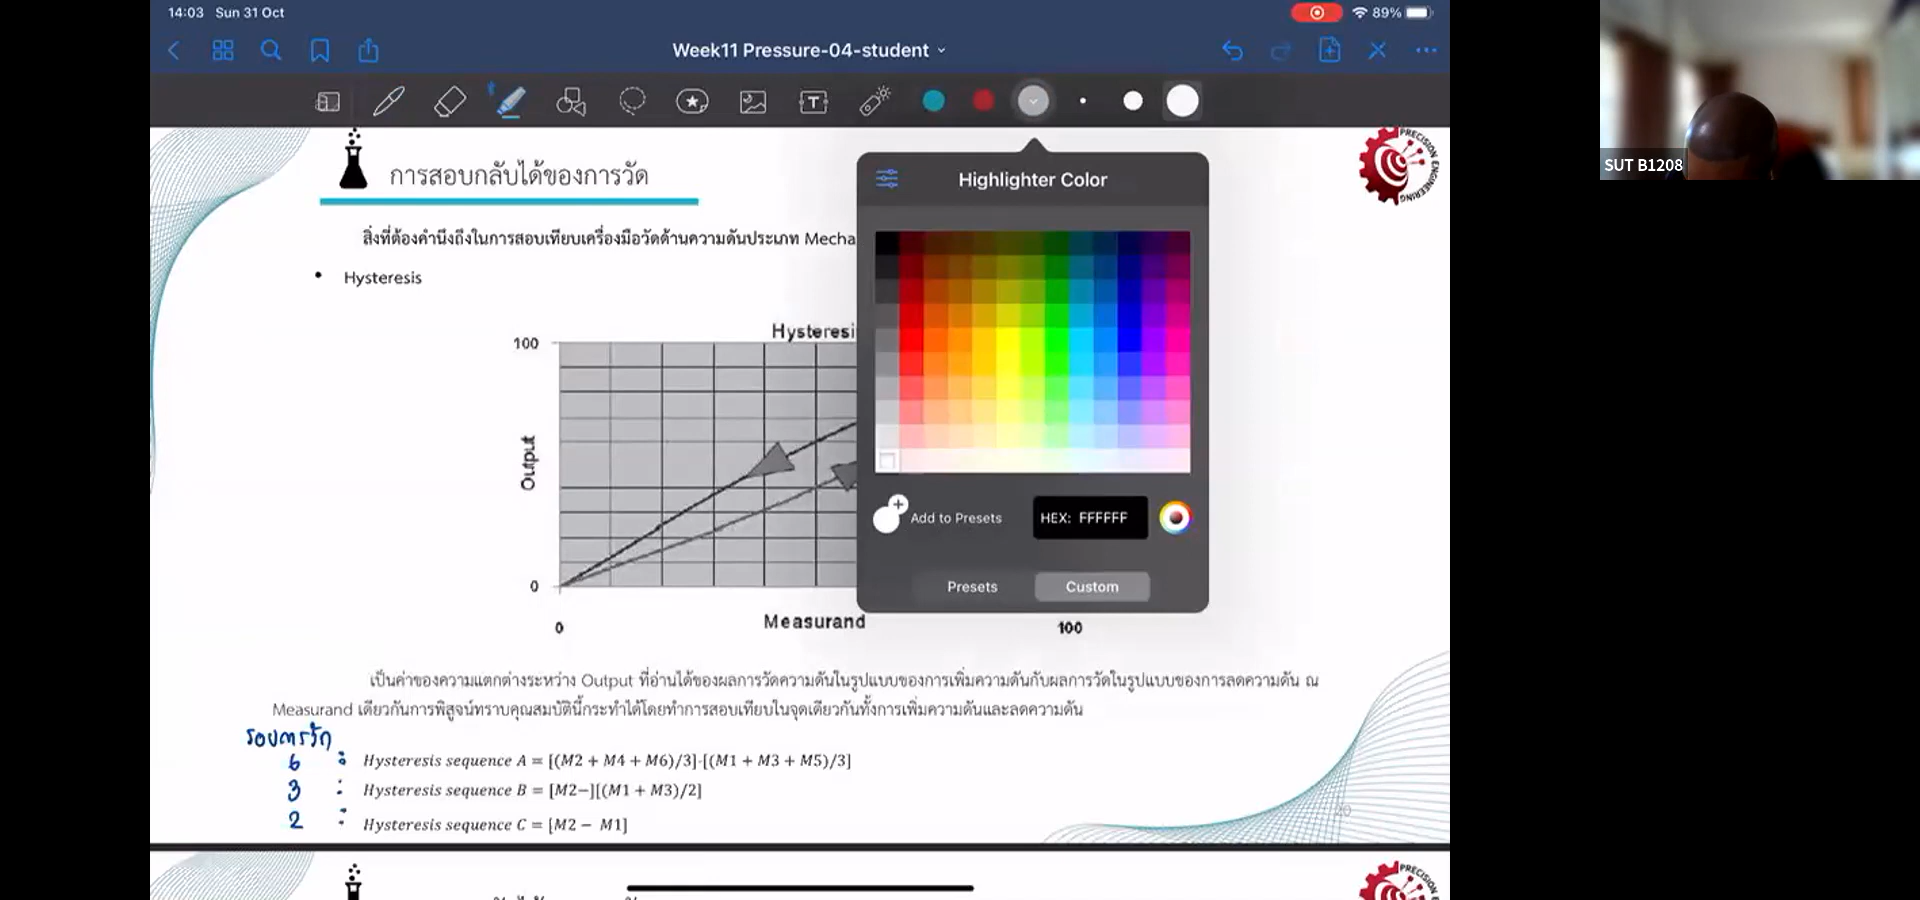 14:03 Sun 31 Oct
89%
Week11 Pressure-04-student
T
การสอบกลับได้ของการวัด
PRECISION ENGINEERING
SUT B1208
Highlighter Color
สิ่งที่ต้องคำนึงถึงในการสอบเทียบเครื่องมือวัดด้านความดันประเภท Mecha
• Hysteresis
Hysteresi
100
Output
0
Measurand
0
100
Add to Presets
HEX: FFFFFF
Presets
Custom
เป็นค่าของความแตกต่างระหว่าง Output ที่อ่านได้ของผลการวัดความดันในรูปแบบของการเพิ่มความดันกับผลการวัดในรูปแบบของการลดความดัน ณ
Measurand เดียวกันการพิสูจน์ทราบคุณสมบัตินี้กระทำได้โดยทำการสอบเทียบในจุดเดียวกันทั้งการเพิ่มความดันและลดความดัน
รอบการวัด
6 : Hysteresis sequence A = [(M2 + M4 + M6)/3]-[(M1 + M3 + M5)/3]
3 : Hysteresis sequence B = [M2−][(M1 + M3)/2]
2 : Hysteresis sequence C = [M2 − M1]
PRECISION